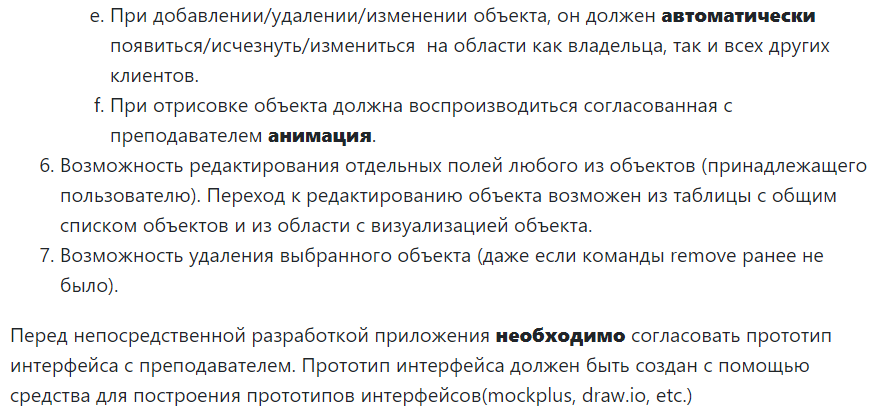 e. При добавлении/удалении/изменении объекта, он должен автоматически
появиться/исчезнуть/измениться  на области как владельца, так и всех других
клиентов.
f. При отрисовке объекта должна воспроизводиться согласованная с
преподавателем анимация.
6. Возможность редактирования отдельных полей любого из объектов (принадлежащего
пользователю). Переход к редактированию объекта возможен из таблицы с общим
списком объектов и из области с визуализацией объекта.
7. Возможность удаления выбранного объекта (даже если команды remove ранее не
было).
Перед непосредственной разработкой приложения необходимо согласовать прототип
интерфейса с преподавателем. Прототип интерфейса должен быть создан с помощью
средства для построения прототипов интерфейсов(mockplus, draw.io, etc.)